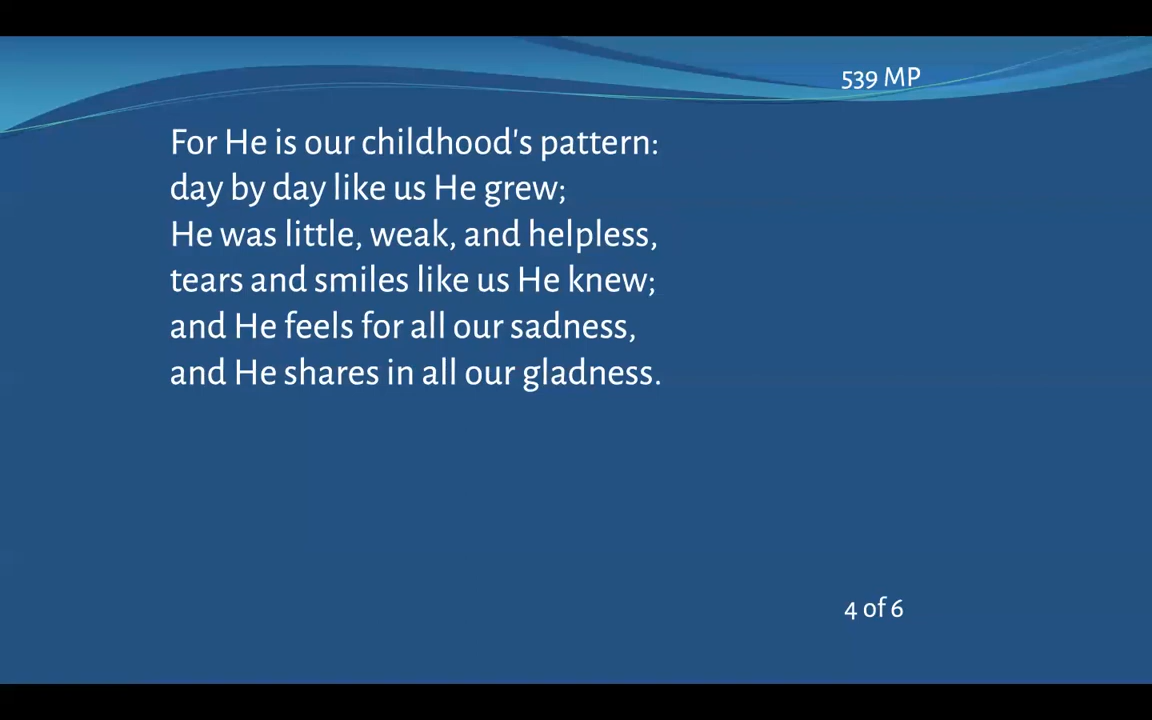 539 MP
For He is our childhood's pattern:
day by day like us He grew;
He was little, weak, and helpless,
tears and smiles like us He knew;
and He feels for all our sadness,
and He shares in all our gladness.
4 of 6